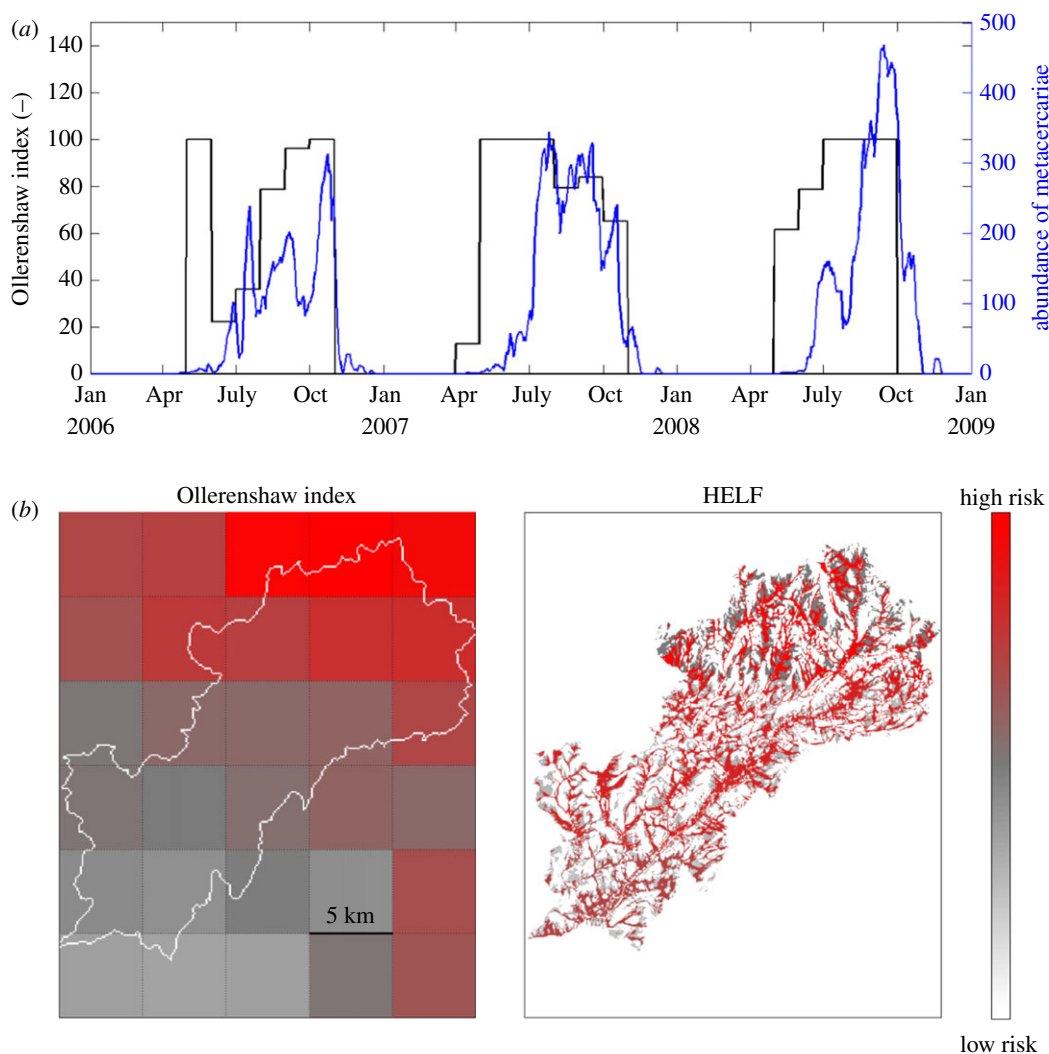 (a)
140
120
100
80
60
40
20
0
Ollerenshaw index (–)
500
400
300
200
100
0
abundance of metacercariae
Jan Apr July Oct Jan Apr July Oct Jan Apr July Oct Jan
2006 2007 2008 2009
(b)
Ollerenshaw index
HELF
high risk
5 km
low risk